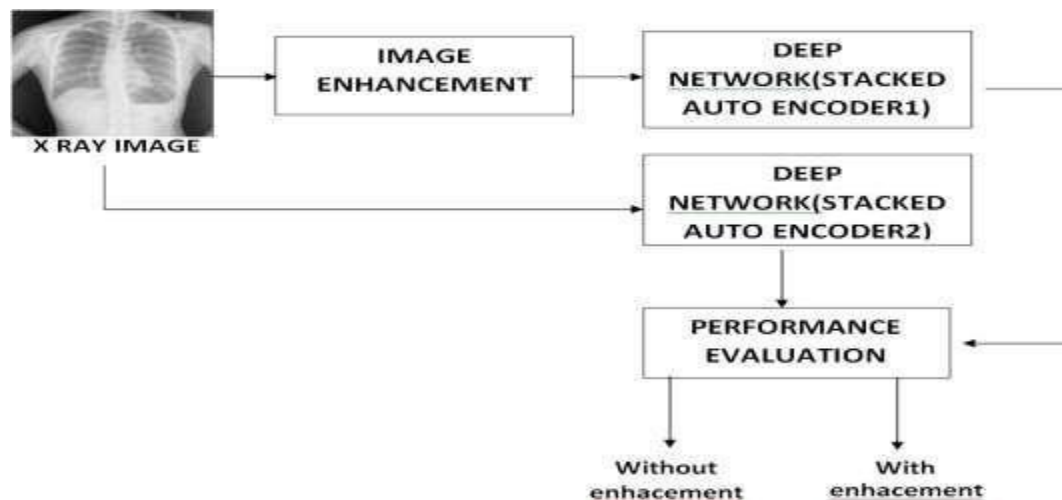 IMAGE
ENHANCEMENT
DEEP
NETWORK(STACKED
AUTO ENCODER1)
X RAY IMAGE
DEEP
NETWORK(STACKED
AUTO ENCODER2)
PERFORMANCE
EVALUATION
Without
enhacement
With
enhacement